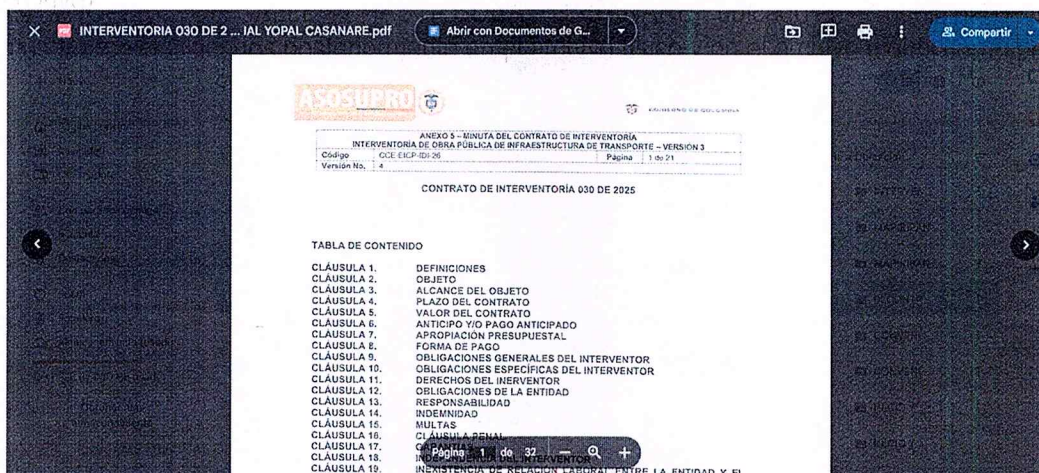 INTERVENTORIA 030 DE 2 ... IAL YOPAL CASANARE.pdf
Abrir con Documentos de G...
Compartir
ASOSUPRO
GOBIERNO DE COLOMBIA
ANEXO 5 – MINUTA DEL CONTRATO DE INTERVENTORÍA
INTERVENTORÍA DE OBRA PÚBLICA DE INFRAESTRUCTURA DE TRANSPORTE – VERSIÓN 3
Código CCE-EICP-IDI-26 Página 1 de 21
Versión No. 4
CONTRATO DE INTERVENTORÍA 030 DE 2025
TABLA DE CONTENIDO
CLÁUSULA 1. DEFINICIONES
CLÁUSULA 2. OBJETO
CLÁUSULA 3. ALCANCE DEL OBJETO
CLÁUSULA 4. PLAZO DEL CONTRATO
CLÁUSULA 5. VALOR DEL CONTRATO
CLÁUSULA 6. ANTICIPO Y/O PAGO ANTICIPADO
CLÁUSULA 7. APROPIACIÓN PRESUPUESTAL
CLÁUSULA 8. FORMA DE PAGO
CLÁUSULA 9. OBLIGACIONES GENERALES DEL INTERVENTOR
CLÁUSULA 10. OBLIGACIONES ESPECÍFICAS DEL INTERVENTOR
CLÁUSULA 11. DERECHOS DEL INERVENTOR
CLÁUSULA 12. OBLIGACIONES DE LA ENTIDAD
CLÁUSULA 13. RESPONSABILIDAD
CLÁUSULA 14. INDEMNIDAD
CLÁUSULA 15. MULTAS
CLÁUSULA 16. CLÁUSULA PENAL
CLÁUSULA 17. GARANTÍAS
CLÁUSULA 18. INDEPENDENCIA DEL INTERVENTOR
CLÁUSULA 19. INEXISTENCIA DE RELACIÓN LABORAL ENTRE LA ENTIDAD Y EL
Página 1 de 32